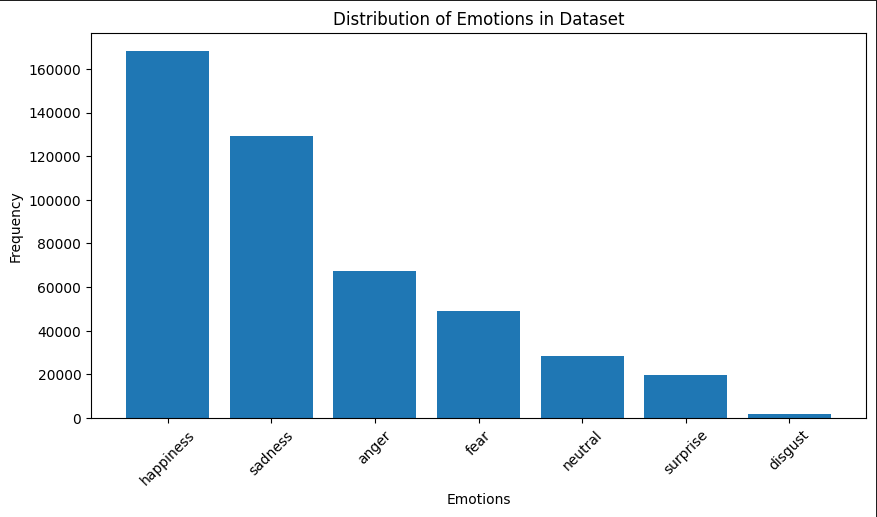 Distribution of Emotions in Dataset
Frequency
160000
140000
120000
100000
80000
60000
40000
20000
0
happiness
sadness
anger
fear
neutral
surprise
disgust
Emotions